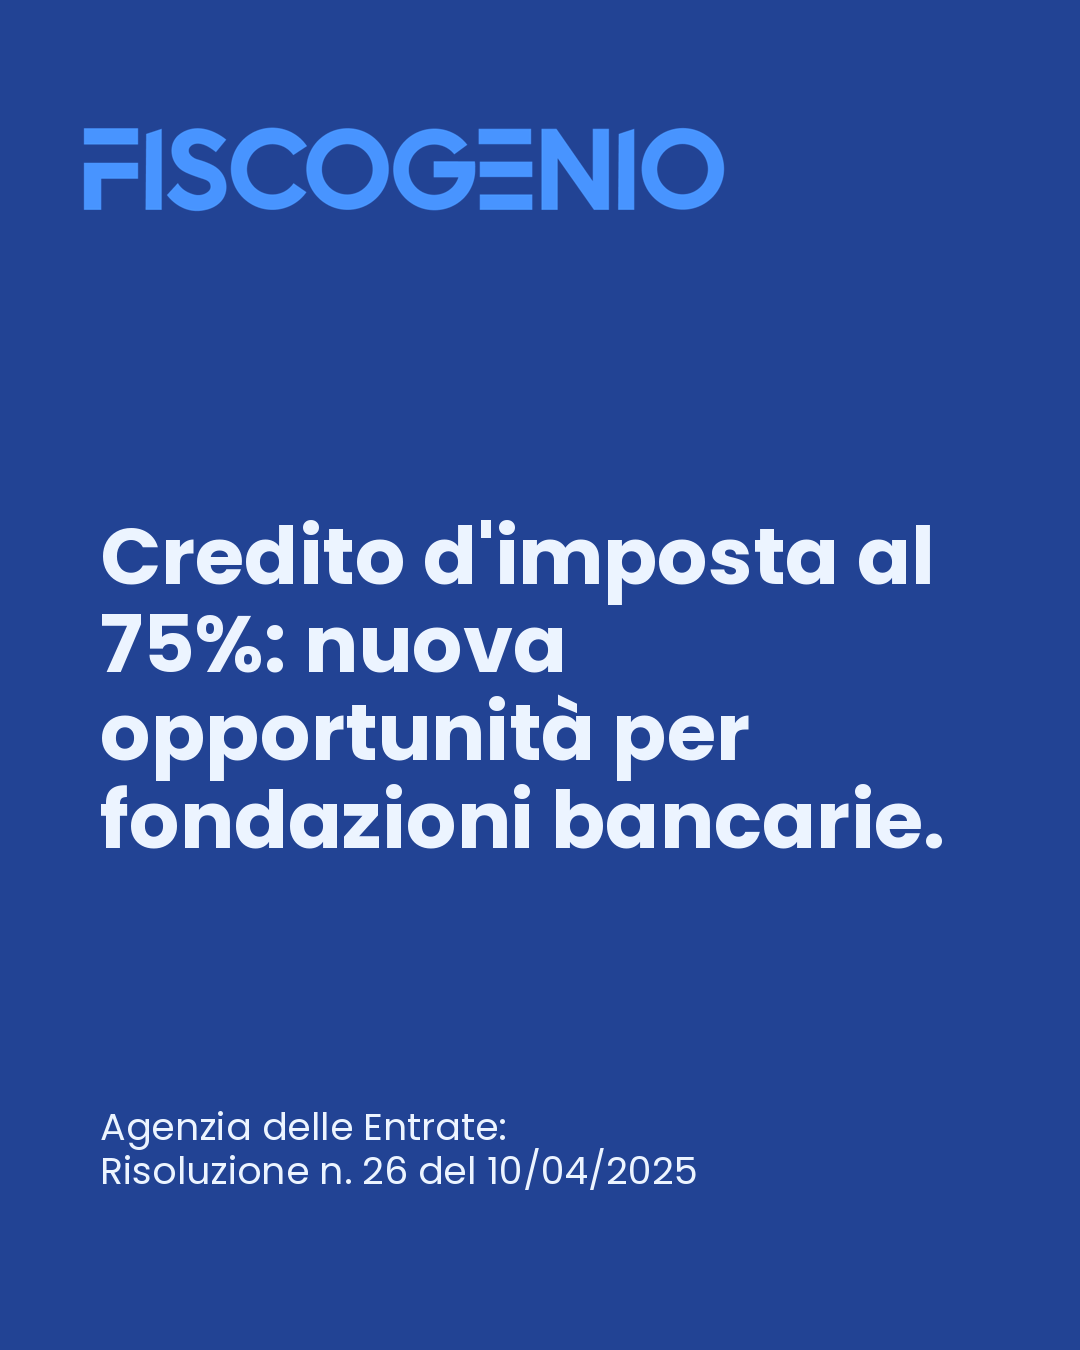 FISCOGENIO
Credito d'imposta al
75%: nuova
opportunità per
fondazioni bancarie.
Agenzia delle Entrate:
Risoluzione n. 26 del 10/04/2025